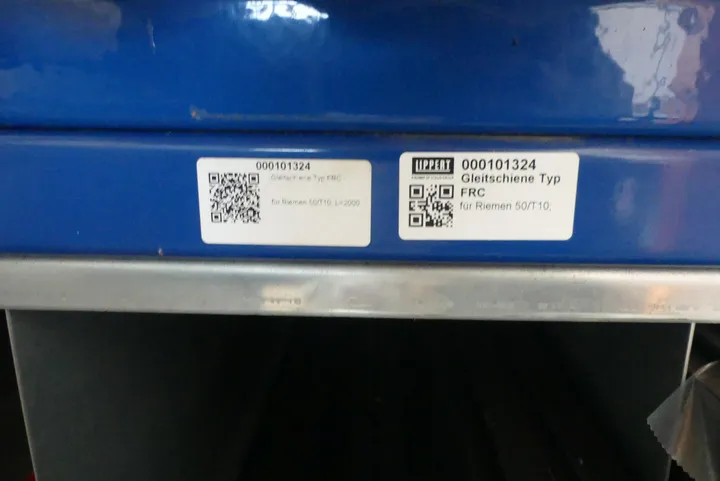 000101324
Gleitschiene Typ FRC
für Riemen 50/T10, L=2000
LIPPERT
000101324
Gleitschiene Typ
FRC
für Riemen 50/T10;